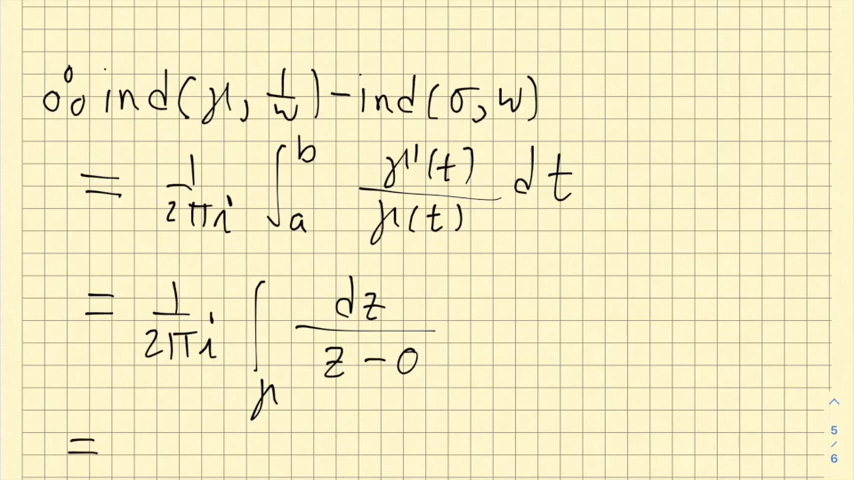 ∴ ind(γ, 1/w) - ind(σ, w)
= 1/2πi ∫_a^b γ'(t)/γ(t) dt
= 1/2πi ∫_γ dz/(z - 0)
=
5
/
6